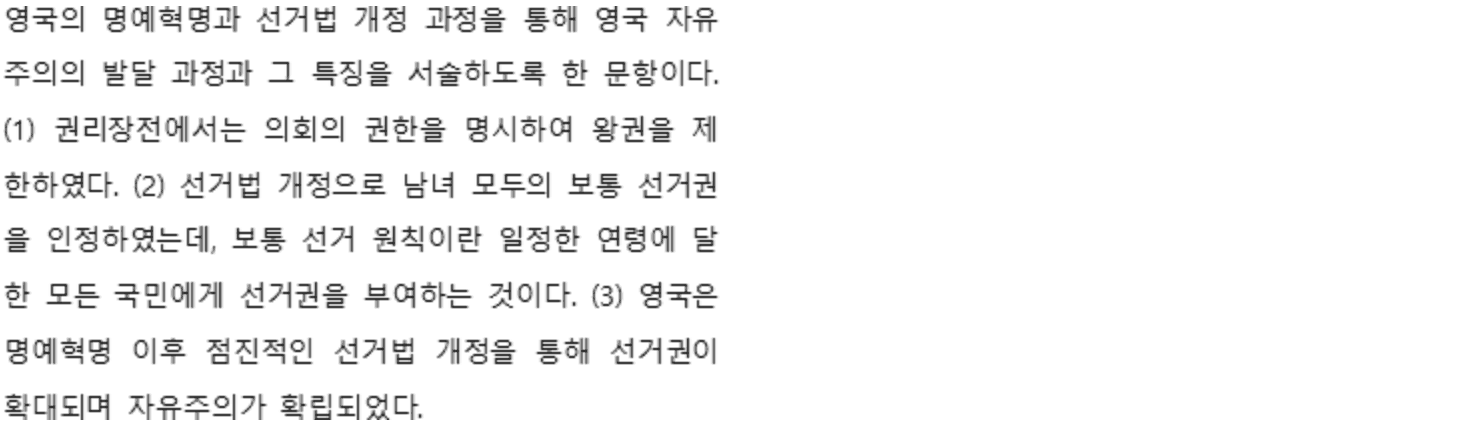 영국의 명예혁명과 선거법 개정 과정을 통해 영국 자유
주의의 발달 과정과 그 특징을 서술하도록 한 문항이다.
(1) 권리장전에서는 의회의 권한을 명시하여 왕권을 제
한하였다. (2) 선거법 개정으로 남녀 모두의 보통 선거권
을 인정하였는데, 보통 선거 원칙이란 일정한 연령에 달
한 모든 국민에게 선거권을 부여하는 것이다. (3) 영국은
명예혁명 이후 점진적인 선거법 개정을 통해 선거권이
확대되며 자유주의가 확립되었다.